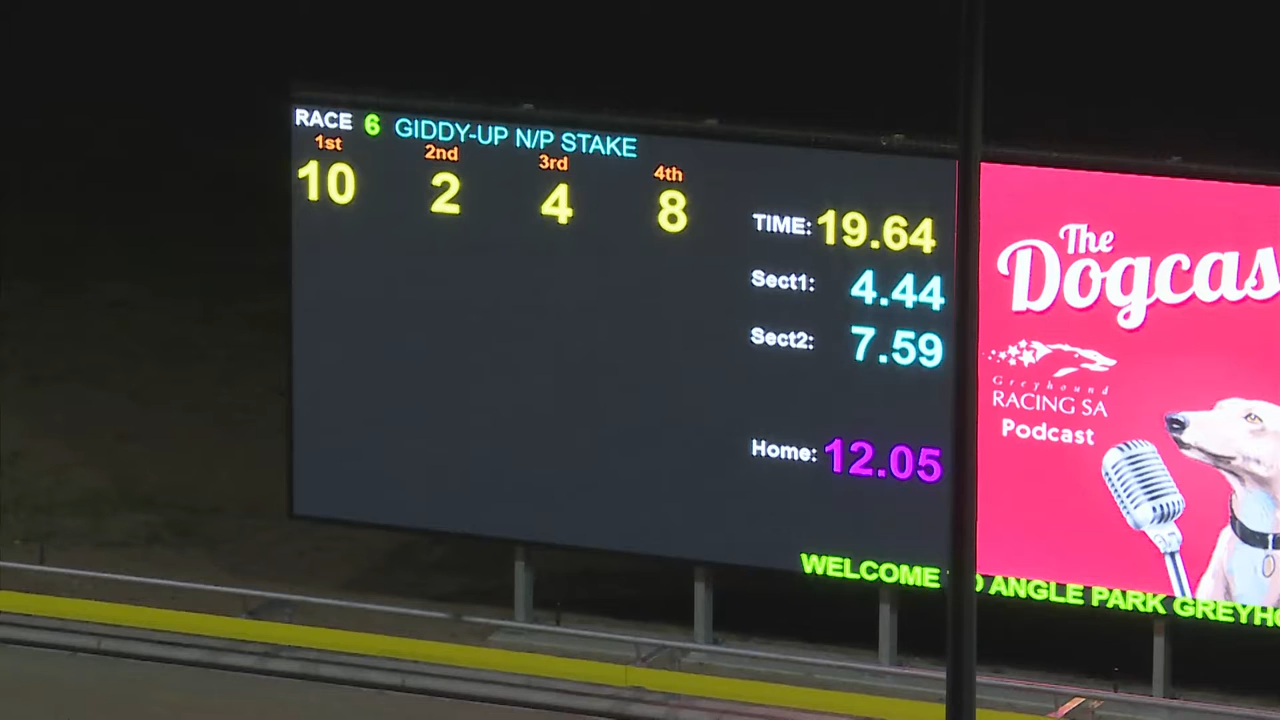 RACE 6 GIDDY-UP N/P STAKE
1st 2nd 3rd 4th
10 2 4 8
TIME: 19.64
Sect1: 4.44
Sect2: 7.59
Home: 12.05
The
Dogcas
Greyhound
RACING SA
Podcast
WELCOME O ANGLE PARK GREYH